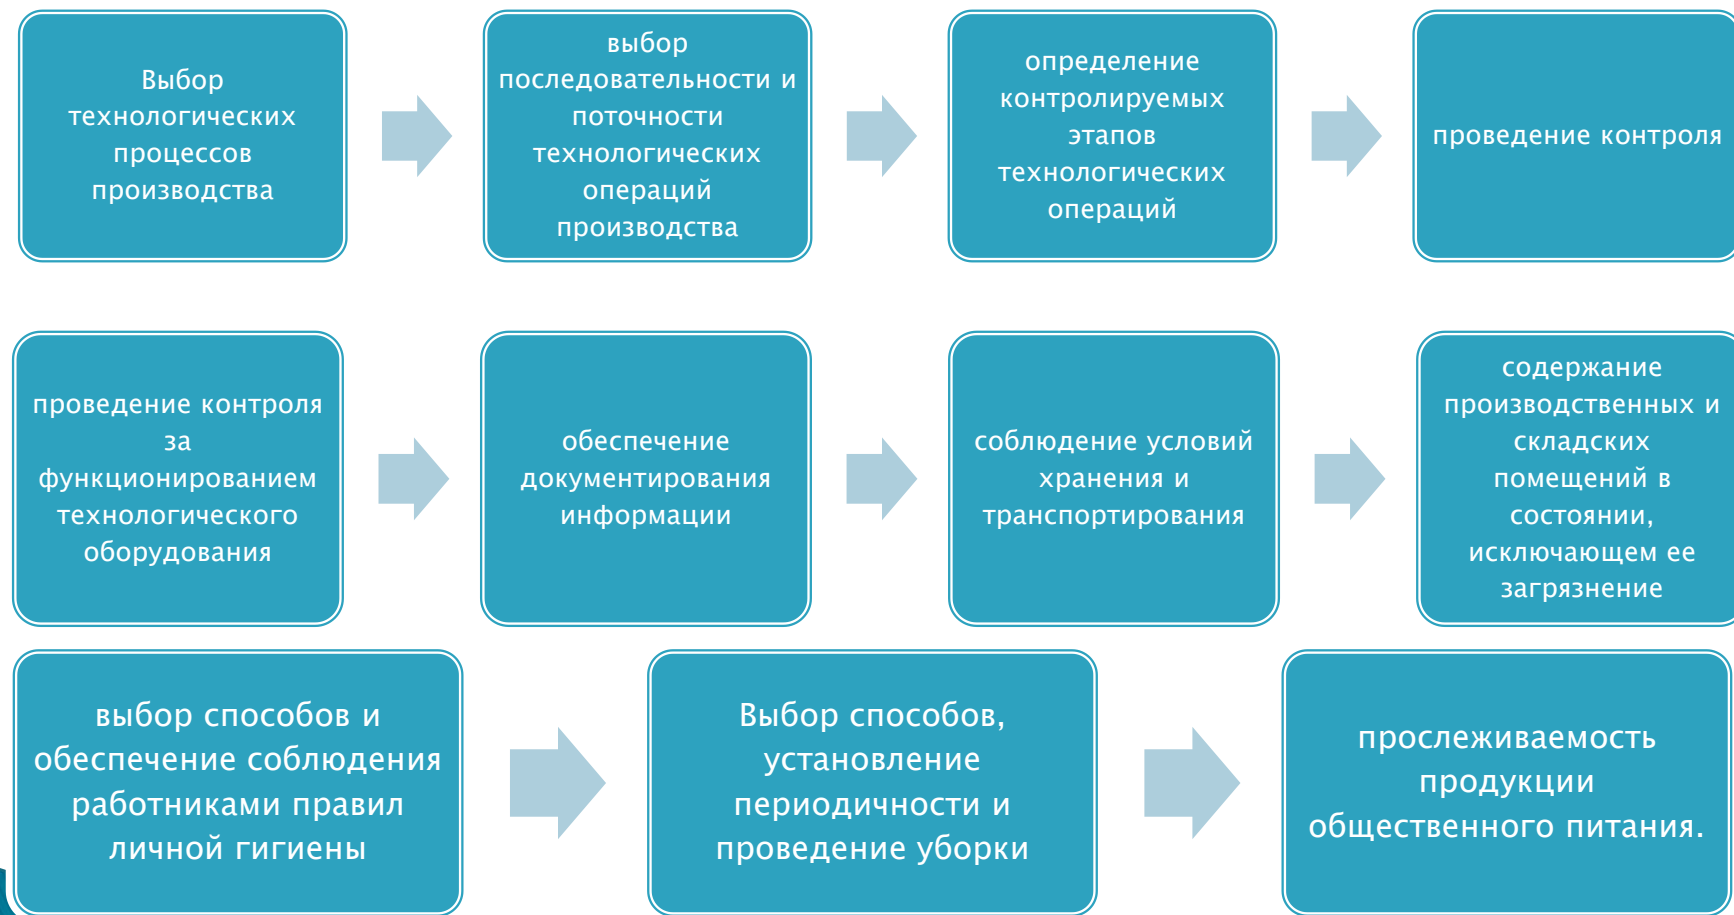 Выбор
технологических
процессов
производства
выбор
последовательности и
поточности
технологических
операций
производства
определение
контролируемых
этапов
технологических
операций
проведение контроля
проведение контроля
за
функционированием
технологического
оборудования
обеспечение
документирования
информации
соблюдение условий
хранения и
транспортирования
содержание
производственных и
складских
помещений в
состоянии,
исключающем ее
загрязнение
выбор способов и
обеспечение соблюдения
работниками правил
личной гигиены
Выбор способов,
установление
периодичности и
проведение уборки
прослеживаемость
продукции
общественного питания.